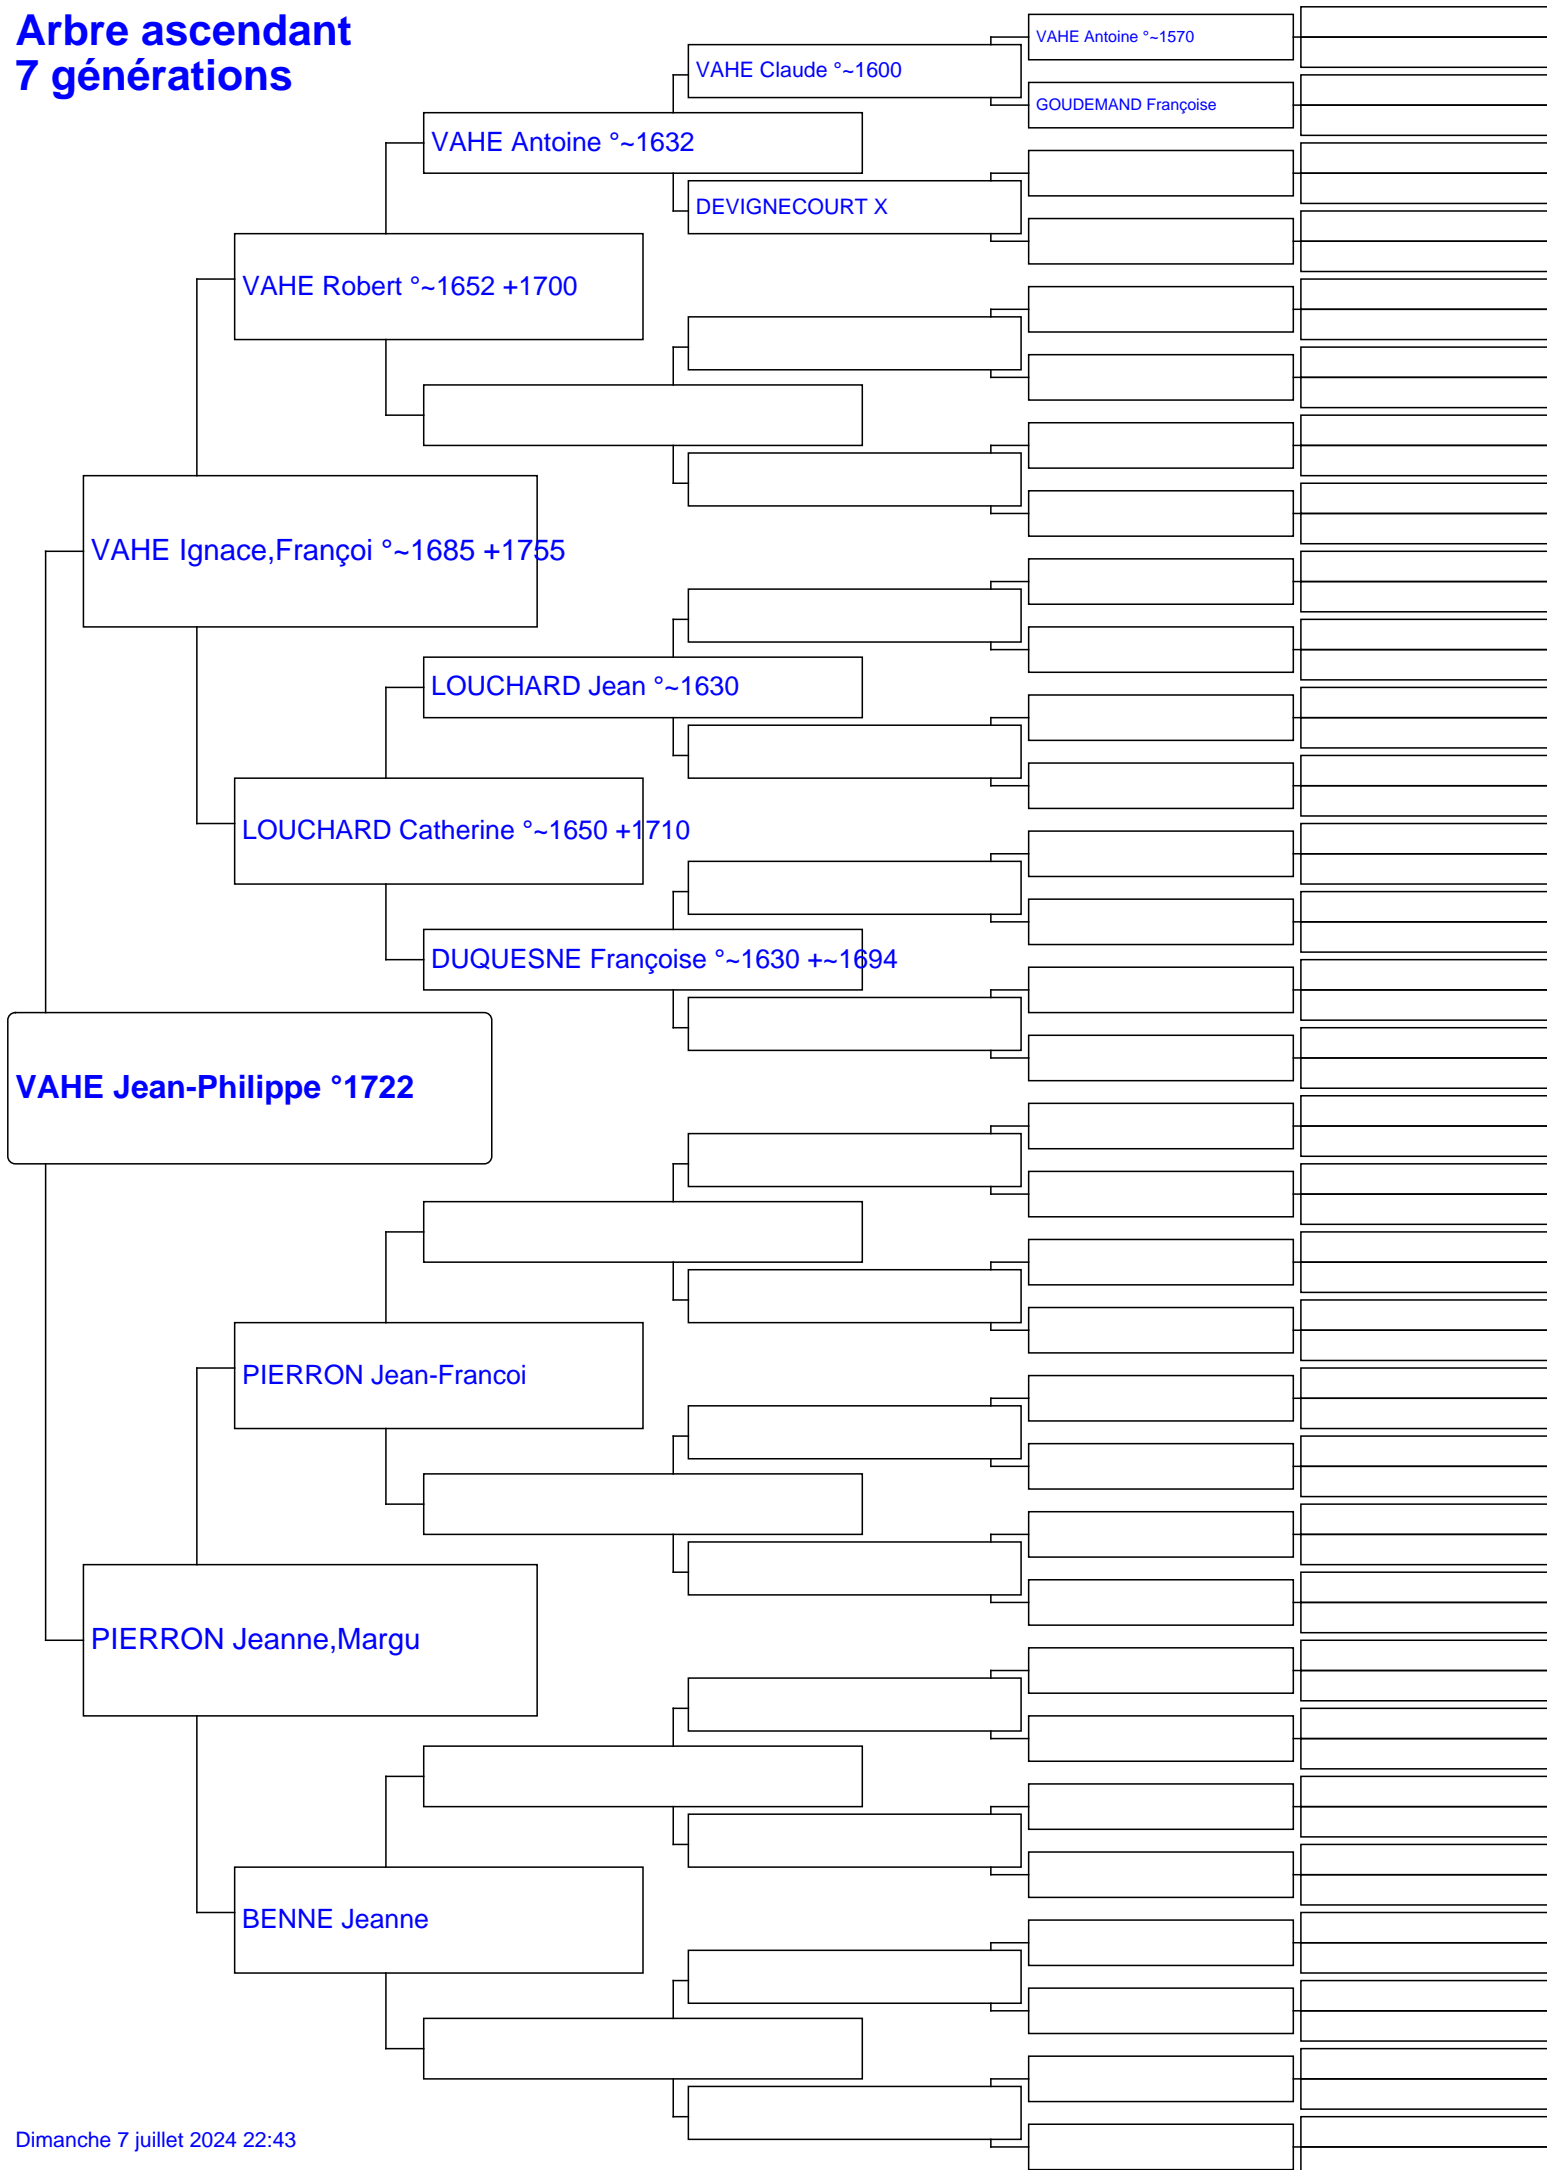 Arbre ascendant
7 générations
VAHE Antoine °~1570
VAHE Claude °~1600
GOUDEMAND Françoise
VAHE Antoine °~1632
DEVIGNECOURT X
VAHE Robert °~1652 +1700
VAHE Ignace,Françoi °~1685 +1755
LOUCHARD Jean °~1630
LOUCHARD Catherine °~1650 +1710
DUQUESNE Françoise °~1630 +~1694
VAHE Jean-Philippe °1722
PIERRON Jean-Francoi
PIERRON Jeanne,Margu
BENNE Jeanne
Dimanche 7 juillet 2024 22:43